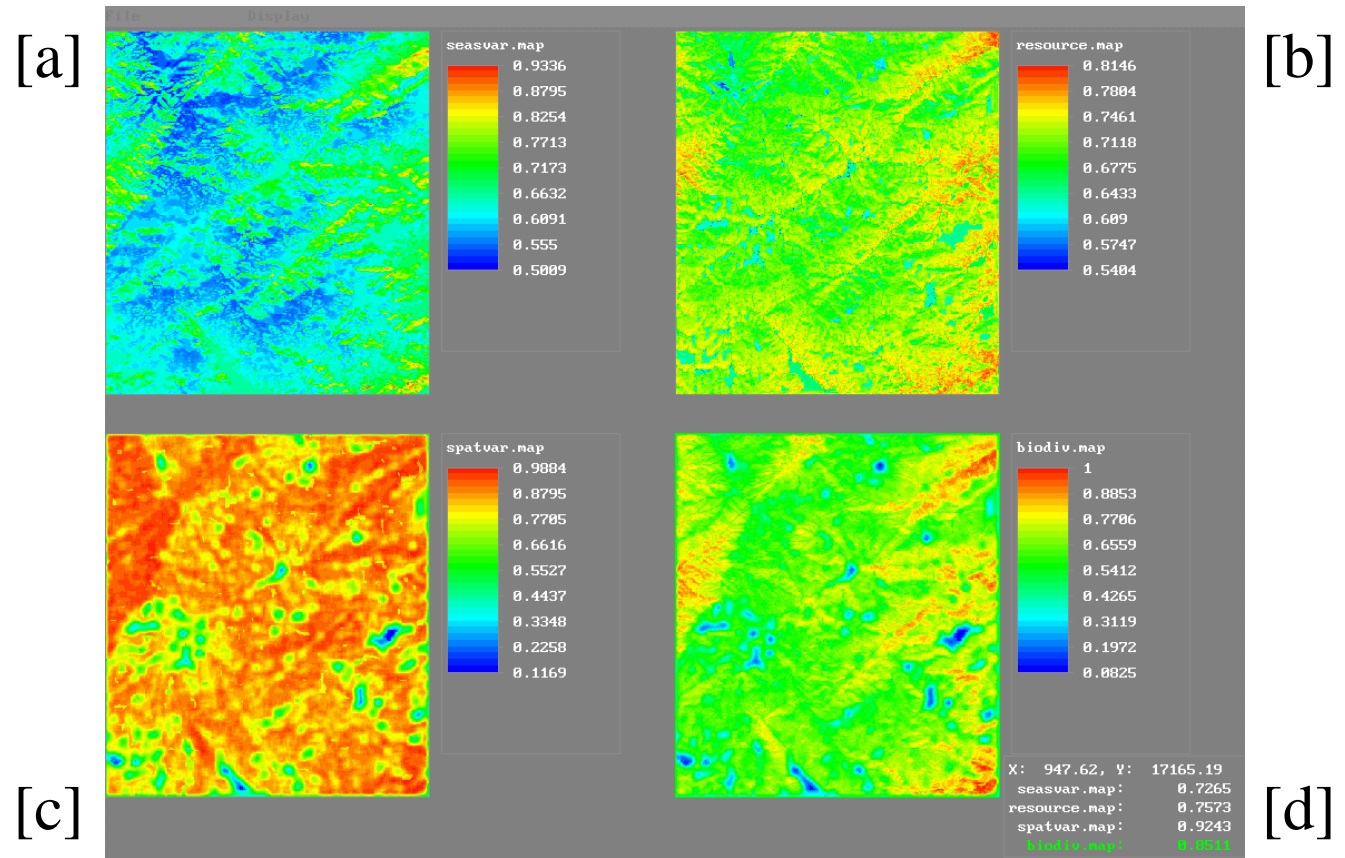 File Display
[a]
[b]
seasvar.map
0.9336
0.8795
0.8254
0.7713
0.7173
0.6632
0.6091
0.555
0.5009
resource.map
0.8146
0.7804
0.7461
0.7118
0.6775
0.6433
0.609
0.5747
0.5404
spatvar.map
0.9884
0.8795
0.7705
0.6616
0.5527
0.4437
0.3348
0.2258
0.1169
biodiv.map
1
0.8853
0.7706
0.6559
0.5412
0.4265
0.3119
0.1972
0.0825
[c]
[d]
X: 947.62, Y: 17165.19
seasvar.map: 0.7265
resource.map: 0.7573
spatvar.map: 0.9243
biodiv.map: 0.8511